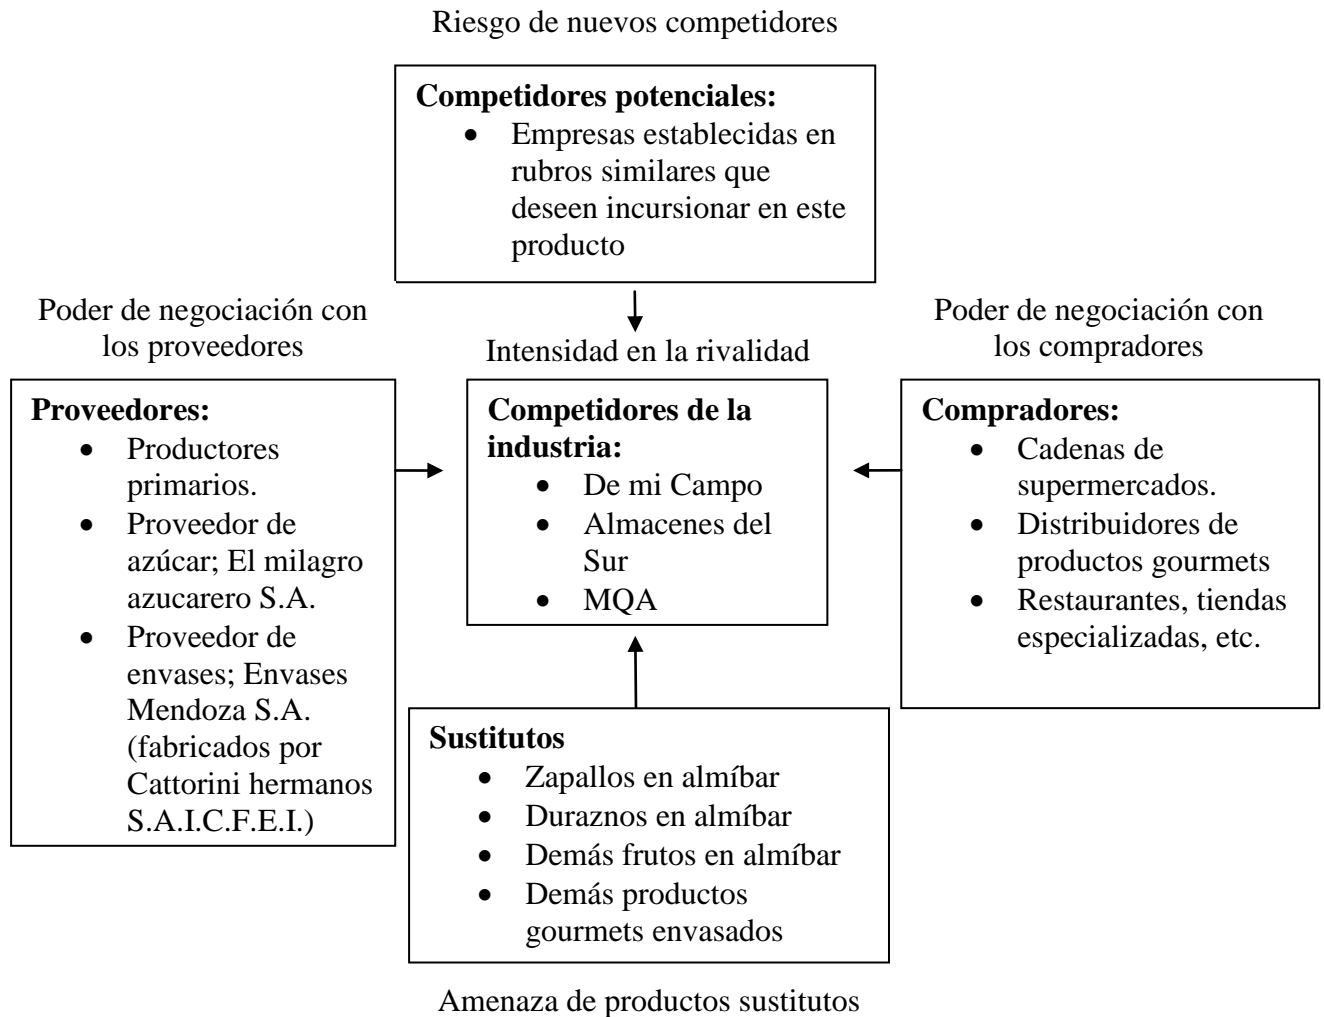 Riesgo de nuevos competidores
Competidores potenciales:
• Empresas establecidas en
rubros similares que
deseen incursionar en este
producto
Poder de negociación con
los proveedores
Intensidad en la rivalidad
Poder de negociación con
los compradores
Proveedores:
• Productores
primarios.
• Proveedor de
azúcar; El milagro
azucarero S.A.
• Proveedor de
envases; Envases
Mendoza S.A.
(fabricados por
Cattorini hermanos
S.A.I.C.F.E.I.)
Competidores de la
industria:
• De mi Campo
• Almacenes del
Sur
• MQA
Compradores:
• Cadenas de
supermercados.
• Distribuidores de
productos gourmets
• Restaurantes, tiendas
especializadas, etc.
Sustitutos
• Zapallos en almíbar
• Duraznos en almíbar
• Demás frutos en almíbar
• Demás productos
gourmets envasados
Amenaza de productos sustitutos